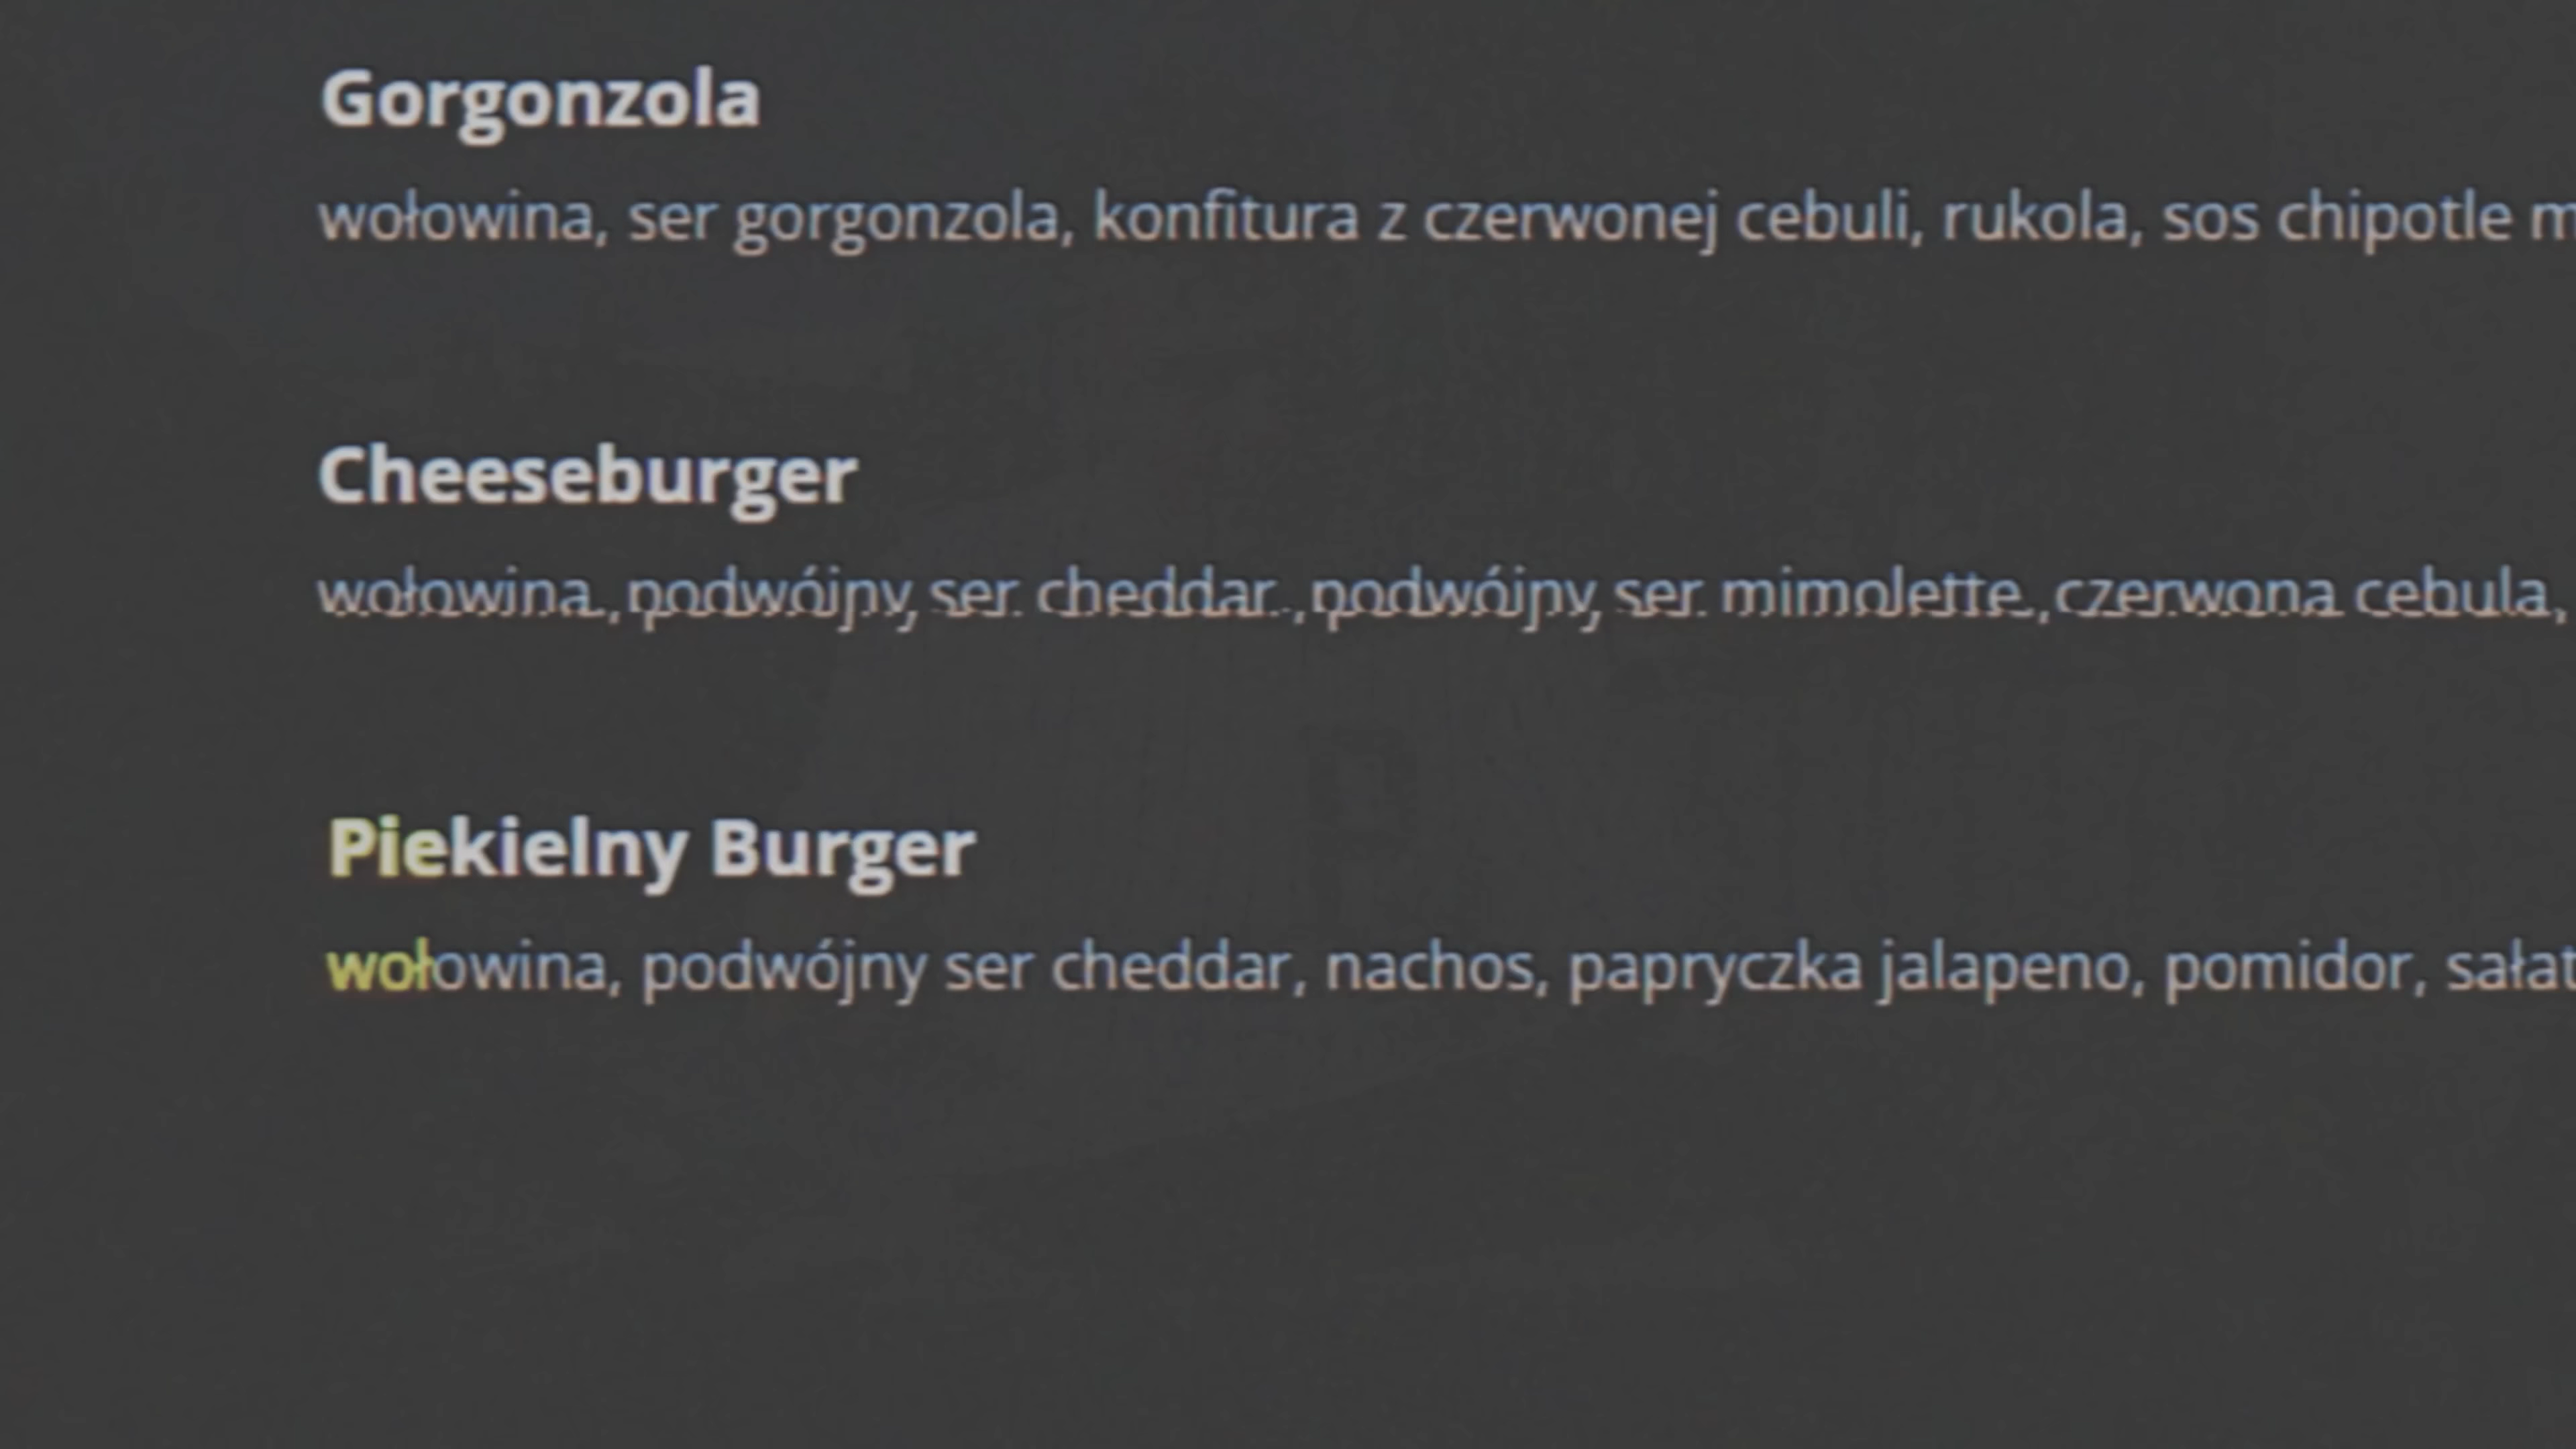 Gorgonzola
wołowina, ser gorgonzola, konfitura z czerwonej cebuli, rukola, sos chipotle
Cheeseburger
wołowina, podwójny ser cheddar, podwójny ser mimolette, czerwona cebula,
Piekielny Burger
wołowina, podwójny ser cheddar, nachos, papryczka jalapeno, pomidor,